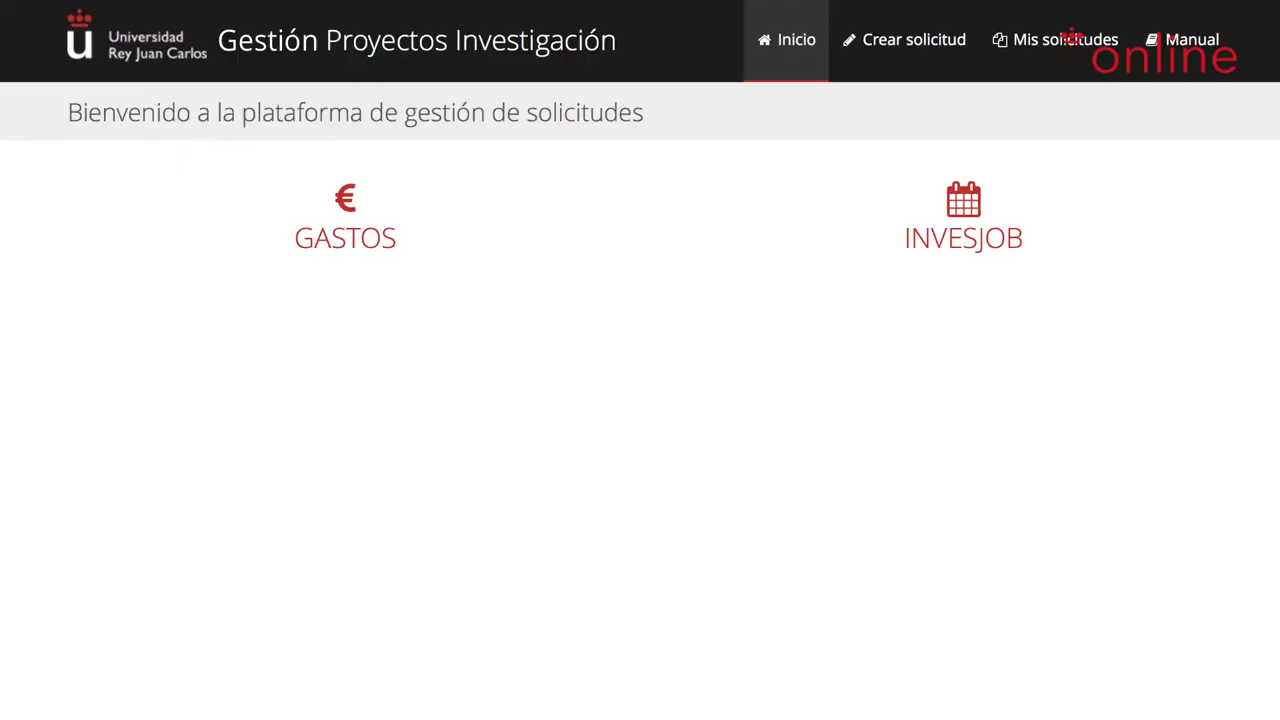 u Universidad
Rey Juan Carlos
Gestión Proyectos Investigación
Inicio
Crear solicitud
Mis solicitudes
Manual
online
Bienvenido a la plataforma de gestión de solicitudes
€
GASTOS
INVESJOB